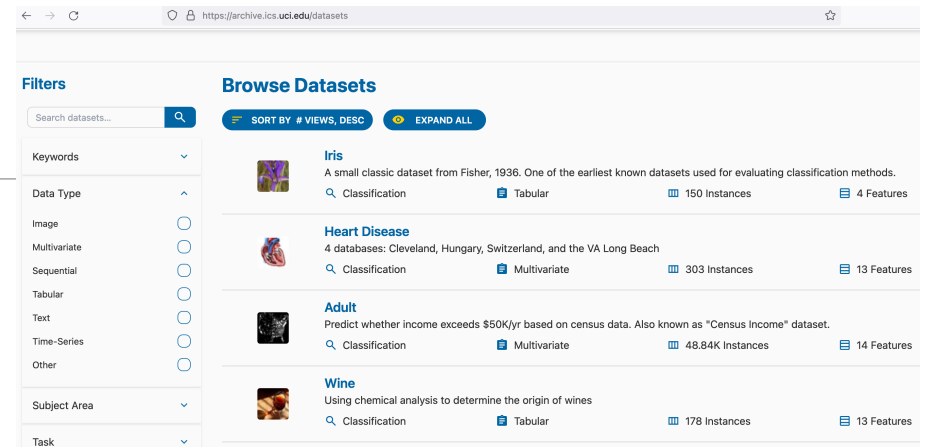 https://archive.ics.uci.edu/datasets
Filters
Search datasets...
Keywords
Data Type
Image
Multivariate
Sequential
Tabular
Text
Time-Series
Other
Subject Area
Task
Browse Datasets
SORT BY # VIEWS, DESC
EXPAND ALL
Iris
A small classic dataset from Fisher, 1936. One of the earliest known datasets used for evaluating classification methods.
Classification Tabular 150 Instances 4 Features
Heart Disease
4 databases: Cleveland, Hungary, Switzerland, and the VA Long Beach
Classification Multivariate 303 Instances 13 Features
Adult
Predict whether income exceeds $50K/yr based on census data. Also known as "Census Income" dataset.
Classification Multivariate 48.84K Instances 14 Features
Wine
Using chemical analysis to determine the origin of wines
Classification Tabular 178 Instances 13 Features